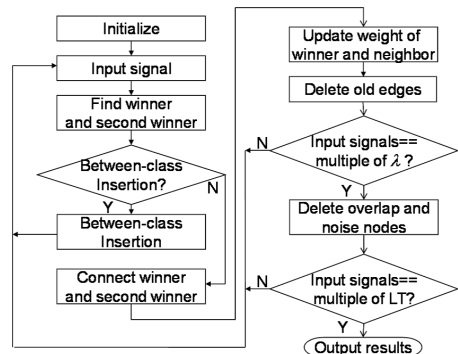 Initialize
Input signal
Find winner
and second winner
Between-class
Insertion?
N
Y
Between-class
Insertion
Connect winner
and second winner
Update weight of
winner and neighbor
Delete old edges
N
Input signals==
multiple of λ ?
Y
Delete overlap and
noise nodes
N
Input signals==
multiple of LT?
Y
Output results